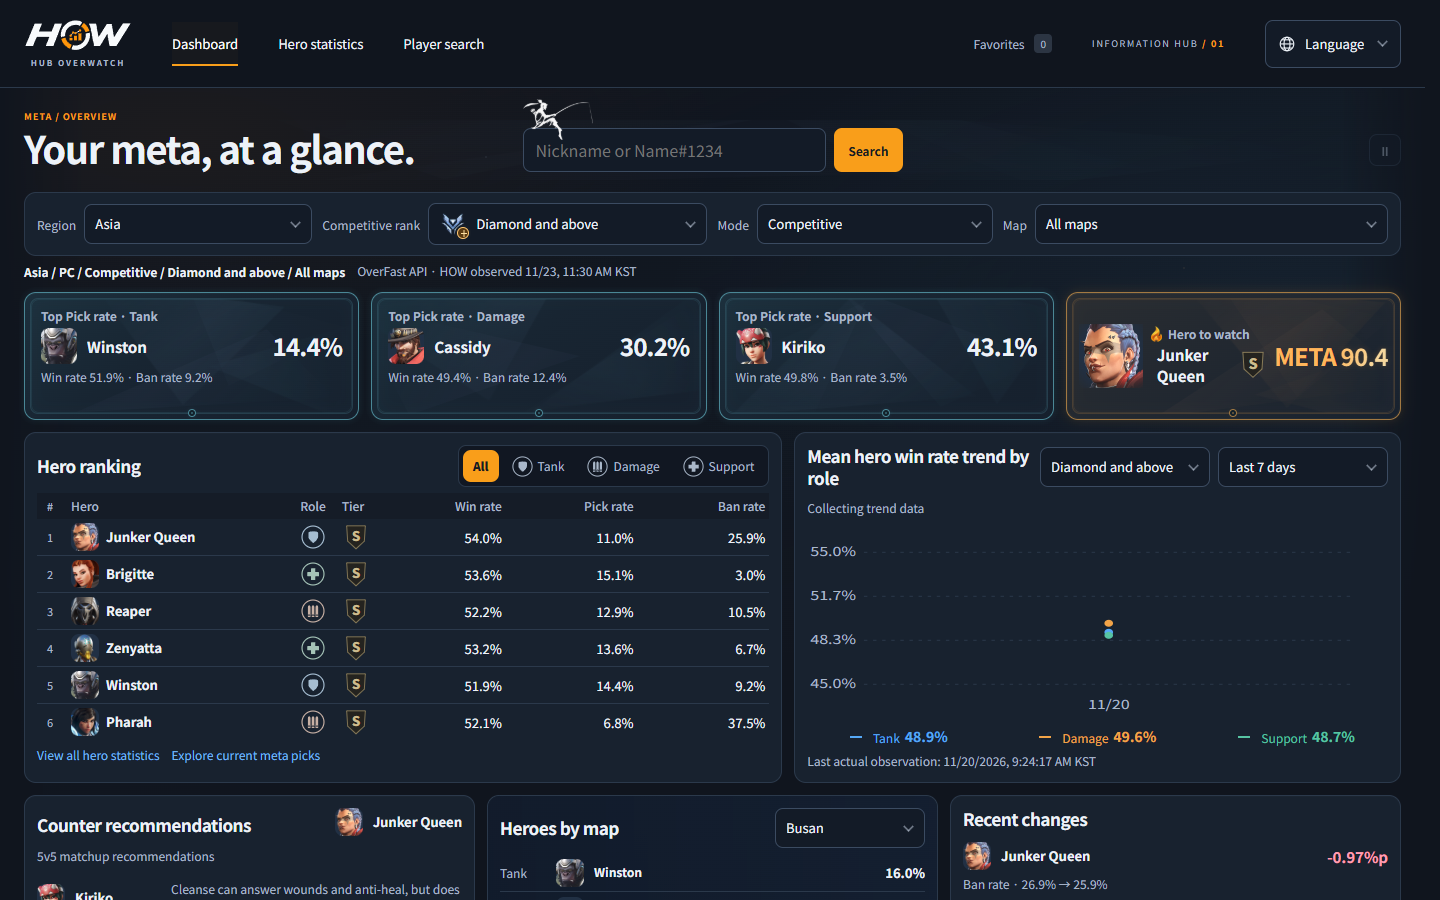 HOW
HUB OVERWATCH
Dashboard
Hero statistics
Player search
Favorites 0
INFORMATION HUB / 01
Language
META / OVERVIEW
Your meta, at a glance.
Nickname or Name#1234
Search
Region
Asia
Competitive rank
Diamond and above
Mode
Competitive
Map
All maps
Asia / PC / Competitive / Diamond and above / All maps
OverFast API · HOW observed 11/23, 11:30 AM KST
Top Pick rate · Tank
Winston
14.4%
Win rate 51.9% · Ban rate 9.2%
Top Pick rate · Damage
Cassidy
30.2%
Win rate 49.4% · Ban rate 12.4%
Top Pick rate · Support
Kiriko
43.1%
Win rate 49.8% · Ban rate 3.5%
Hero to watch
Junker
Queen
S
META 90.4
Hero ranking
All
Tank
Damage
Support
# Hero Role Tier Win rate Pick rate Ban rate
1 Junker Queen S 54.0% 11.0% 25.9%
2 Brigitte S 53.6% 15.1% 3.0%
3 Reaper S 52.2% 12.9% 10.5%
4 Zenyatta S 53.2% 13.6% 6.7%
5 Winston S 51.9% 14.4% 9.2%
6 Pharah S 52.1% 6.8% 37.5%
View all hero statistics
Explore current meta picks
Mean hero win rate trend by
role
Diamond and above
Last 7 days
Collecting trend data
55.0%
51.7%
48.3%
45.0%
11/20
Tank 48.9%
Damage 49.6%
Support 48.7%
Last actual observation: 11/20/2026, 9:24:17 AM KST
Counter recommendations
Junker Queen
5v5 matchup recommendations
Kiriko
Cleanse can answer wounds and anti-heal, but does
Heroes by map
Busan
Tank
Winston
16.0%
Recent changes
Junker Queen
-0.97%p
Ban rate · 26.9% → 25.9%